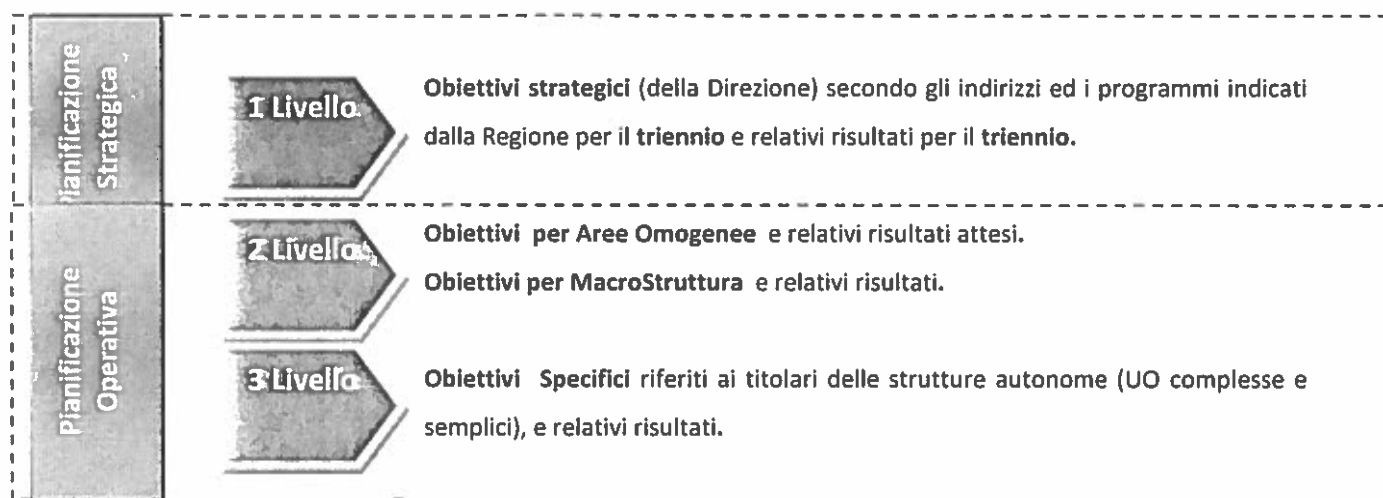 Pianificazione
Strategica
1 Livello
Obiettivi strategici (della Direzione) secondo gli indirizzi ed i programmi indicati
dalla Regione per il triennio e relativi risultati per il triennio.
Pianificazione
Operativa
2 Livello
Obiettivi per Aree Omogenee e relativi risultati attesi.
Obiettivi per MacroStruttura e relativi risultati.
3 Livello
Obiettivi Specifici riferiti ai titolari delle strutture autonome (UO complesse e
semplici), e relativi risultati.